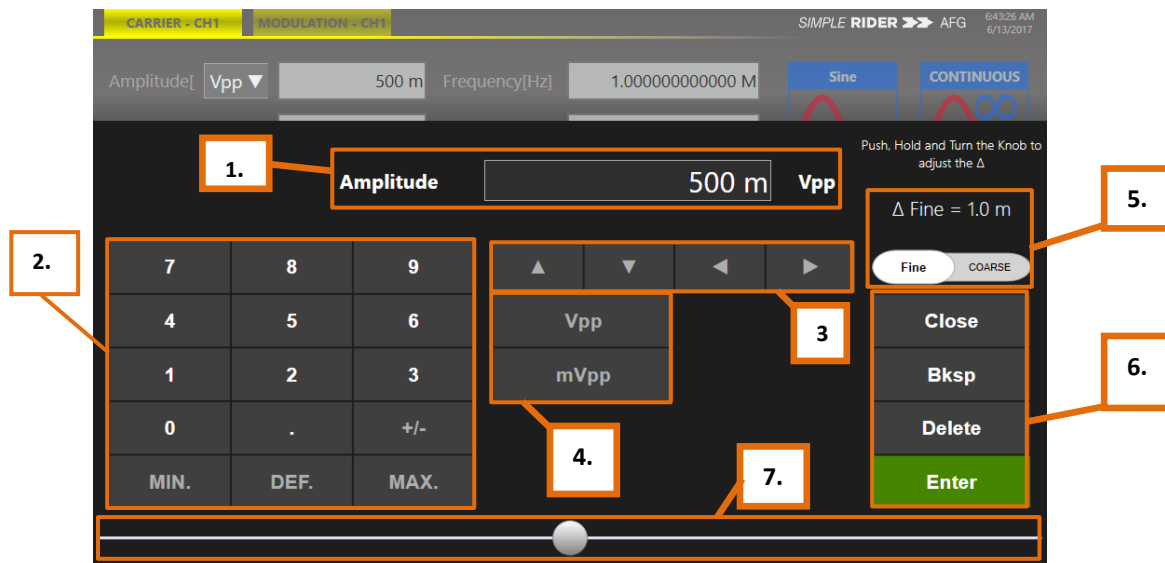 CARRIER - CH1 MODULATION - CH1 SIMPLE RIDER AFG 6:43:26 AM
6/13/2017
Amplitude[ Vpp ▼ 500 m Frequency[Hz] 1.000000000000 M Sine CONTINUOUS
Push, Hold and Turn the Knob to
adjust the Δ
1.
Amplitude 500 m Vpp
5.
Δ Fine = 1.0 m
2.
7 8 9 ▲ ▼ ◀ ▶ Fine COARSE
4 5 6 Vpp 3 Close
1 2 3 mVpp Bksp 6.
0 . +/- 4. Delete
MIN. DEF. MAX. 7. Enter